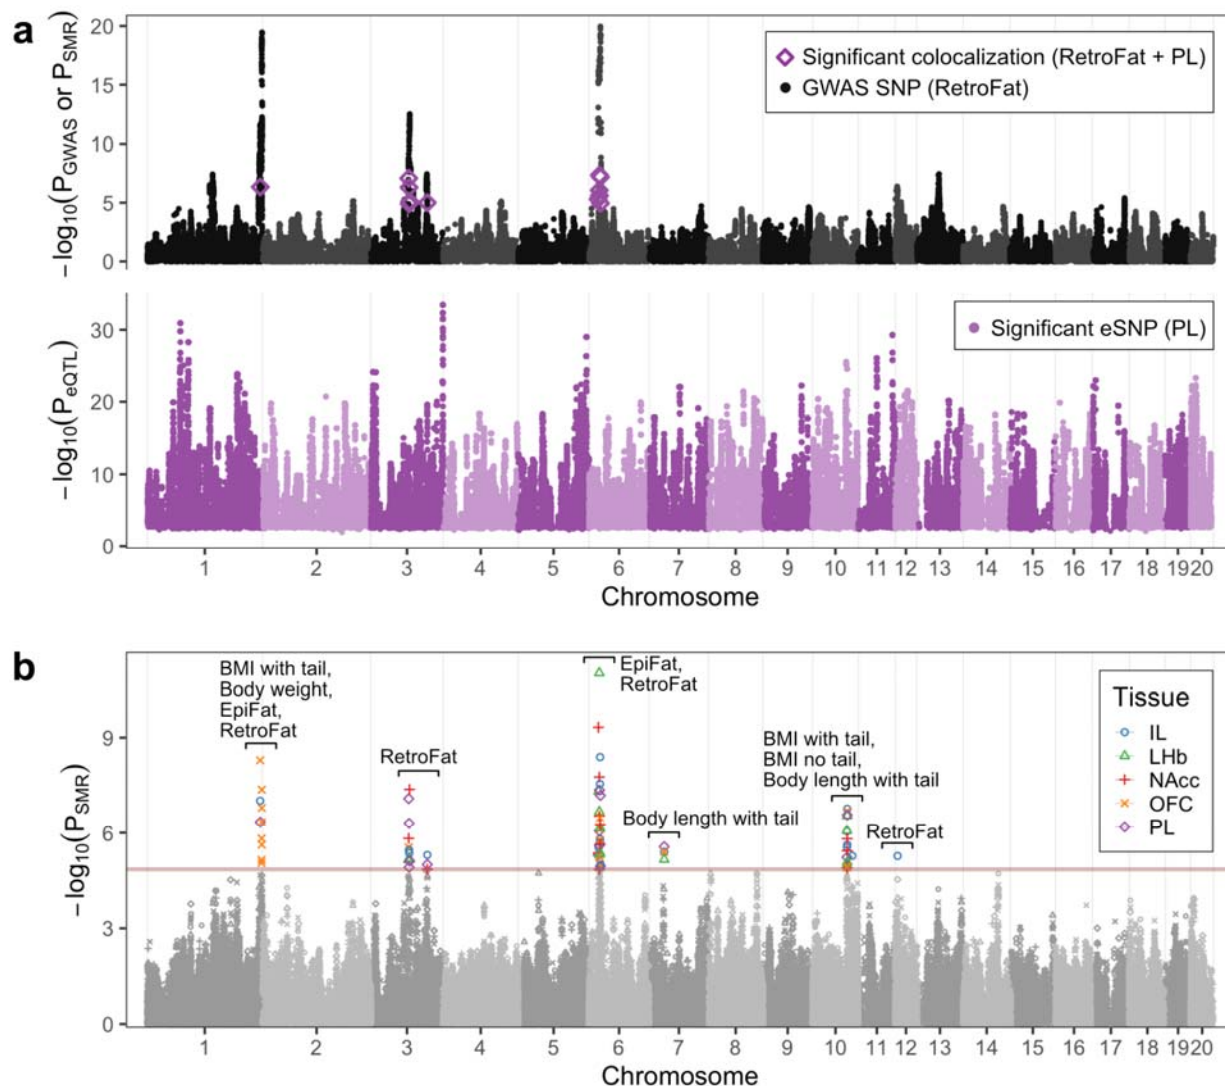 a
−log10(PGWAS or PSMR)
20
15
10
5
0
Significant colocalization (RetroFat + PL)
GWAS SNP (RetroFat)
−log10(PeQTL)
30
20
10
0
Significant eSNP (PL)
1 2 3 4 5 6 7 8 9 10 11 12 13 14 15 16 17 18 19 20
Chromosome
b
−log10(PSMR)
9
6
3
0
BMI with tail,
Body weight,
EpiFat,
RetroFat
RetroFat
EpiFat,
RetroFat
Body length with tail
BMI with tail,
BMI no tail,
Body length with tail
RetroFat
Tissue
IL
LHb
NAcc
OFC
PL
1 2 3 4 5 6 7 8 9 10 11 12 13 14 15 16 17 18 19 20
Chromosome